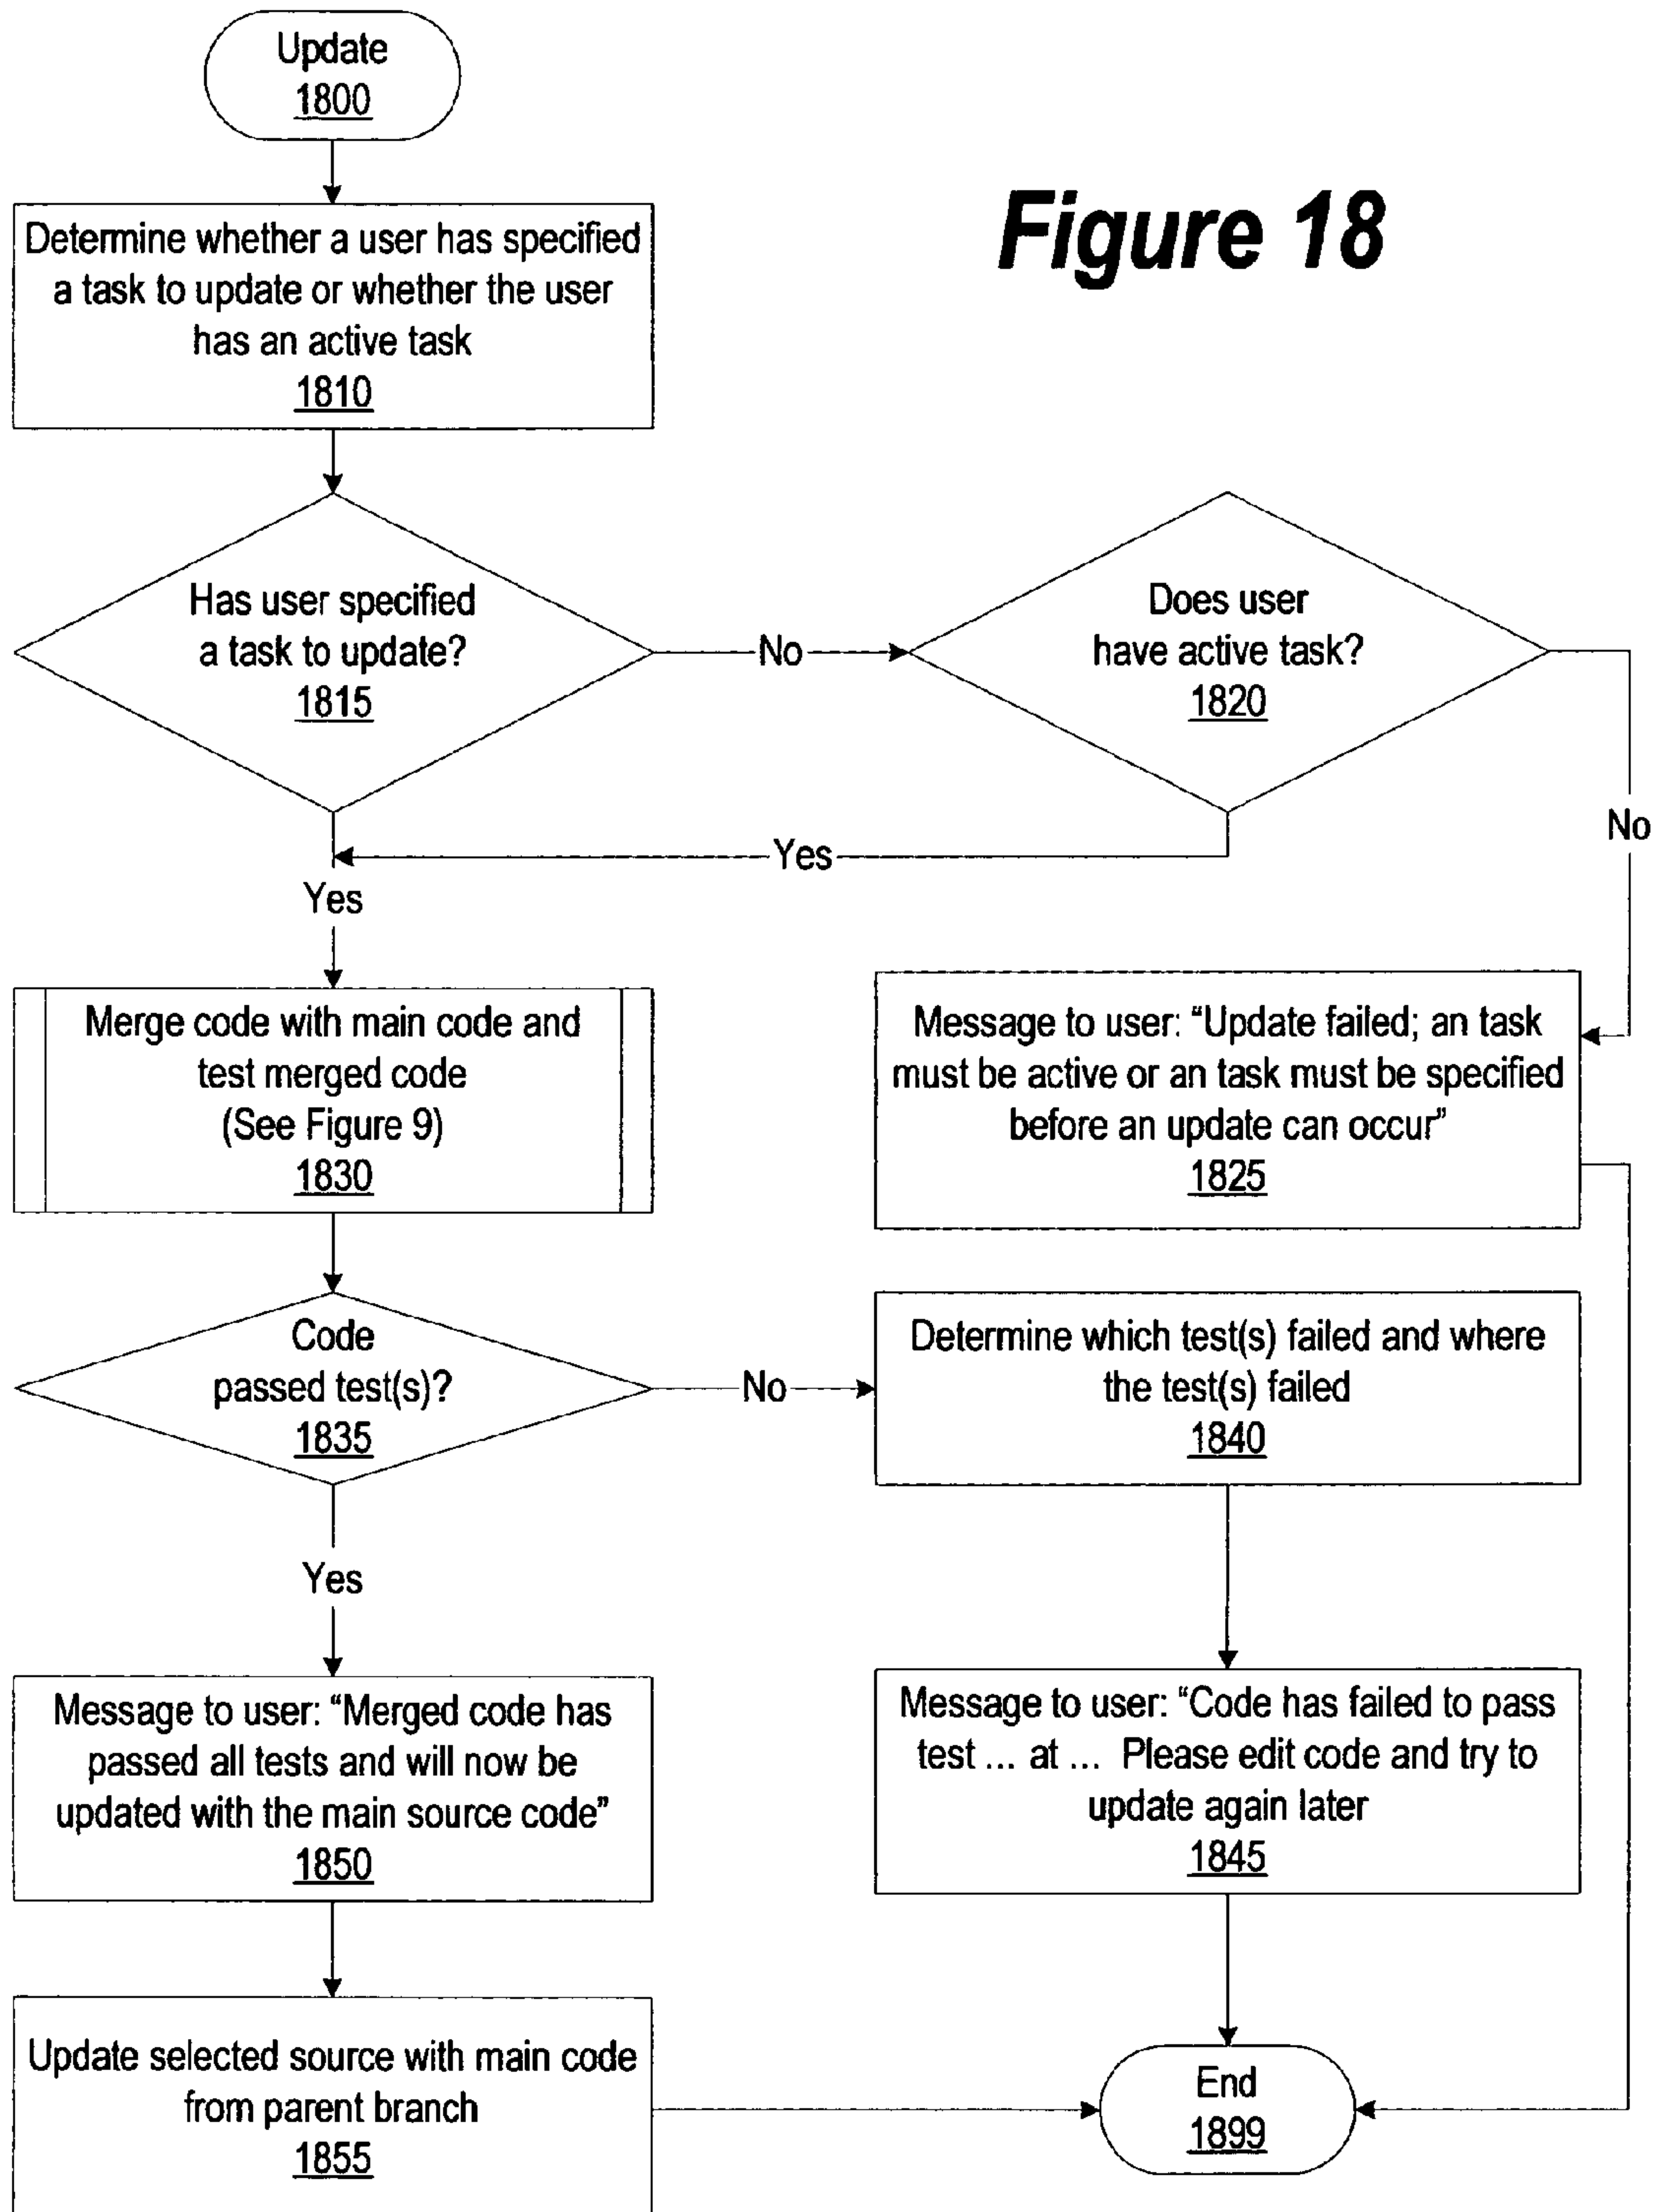 Update
1800
Figure 18
Determine whether a user has specified
a task to update or whether the user
has an active task
1810
Has user specified
a task to update?
1815
No
Does user
have active task?
1820
No
Yes
Yes
Merge code with main code and
test merged code
(See Figure 9)
1830
Message to user: “Update failed; an task
must be active or an task must be specified
before an update can occur”
1825
Code
passed test(s)?
1835
No
Determine which test(s) failed and where
the test(s) failed
1840
Yes
Message to user: “Merged code has
passed all tests and will now be
updated with the main source code”
1850
Message to user: “Code has failed to pass
test ... at ... Please edit code and try to
update again later
1845
Update selected source with main code
from parent branch
1855
End
1899